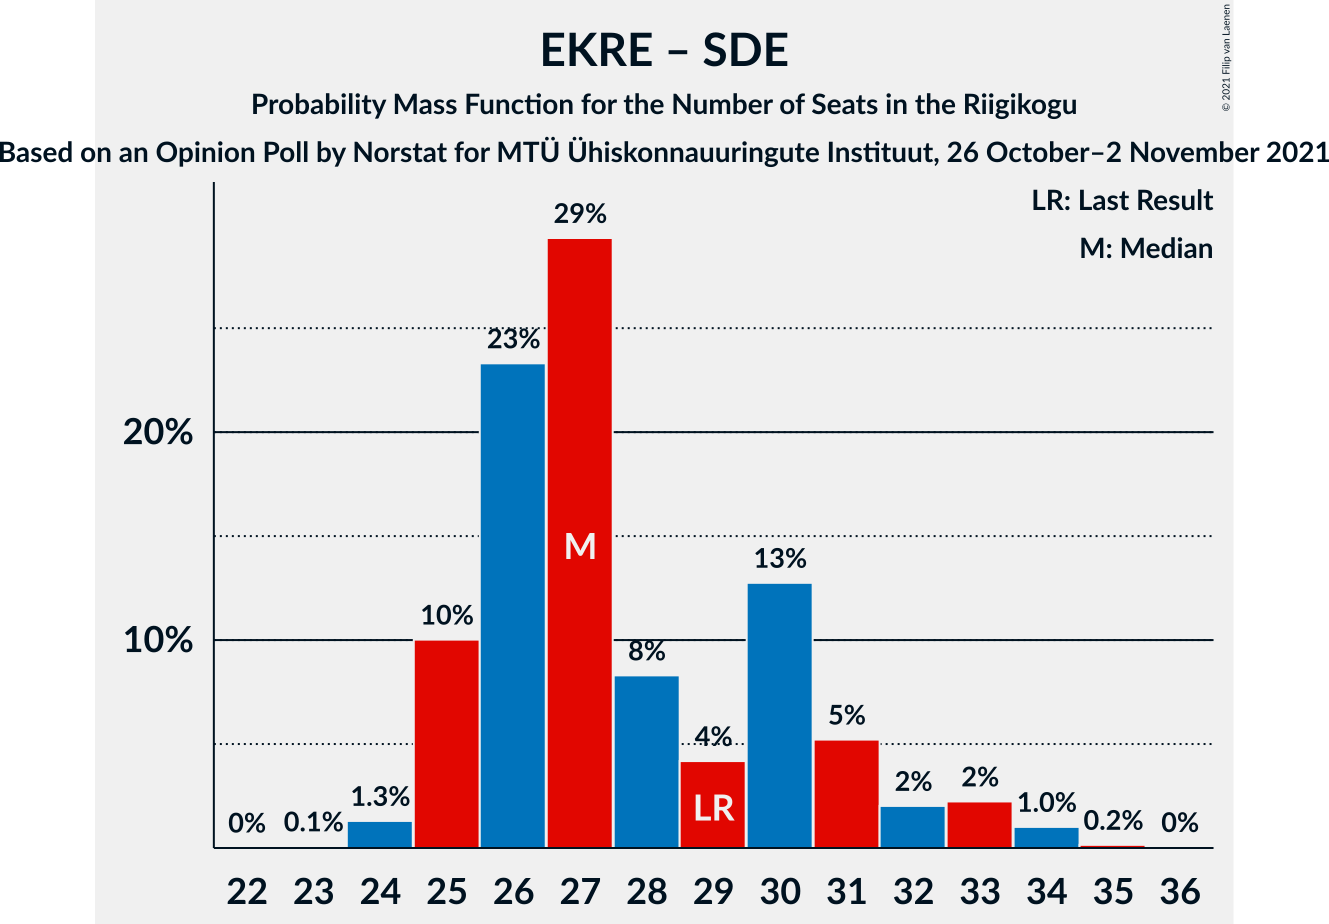 EKRE – SDE
Probability Mass Function for the Number of Seats in the Riigikogu
Based on an Opinion Poll by Norstat for MTÜ Ühiskonnauuringute Instituut, 26 October–2 November 2021
© 2021 Filip van Laenen
LR: Last Result
M: Median
29%
23%
20%
M
13%
10%
10%
8%
5%
4%
LR
1.3%
2%
2%
1.0%
0%
0.1%
0.2%
0%
22 23 24 25 26 27 28 29 30 31 32 33 34 35 36